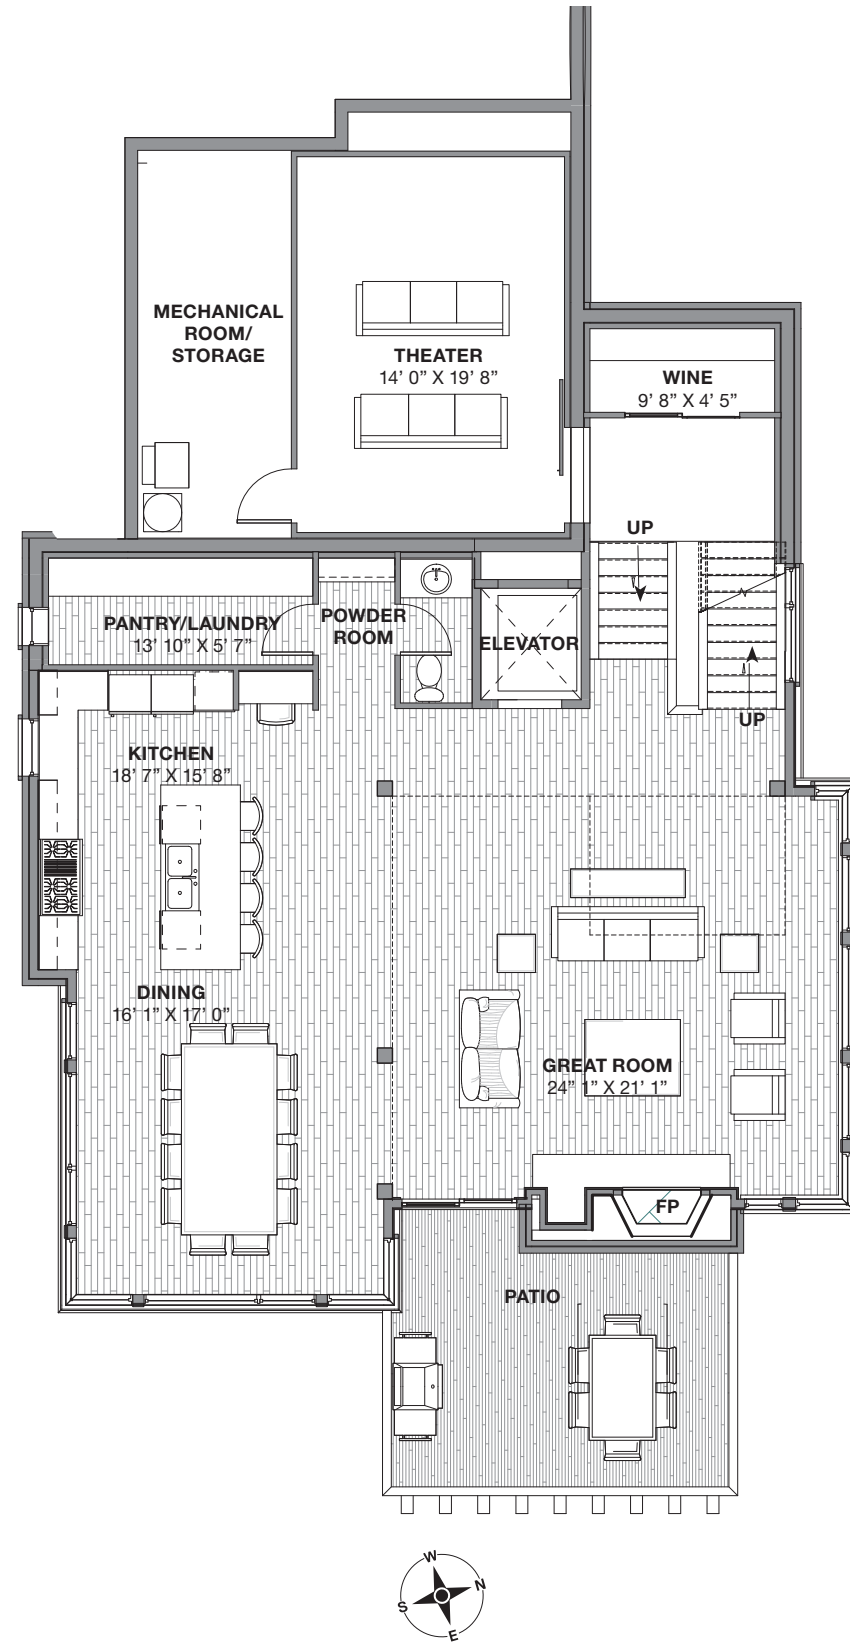 MECHANICAL
ROOM/
STORAGE
THEATER
14’ 0” X 19’ 8”
WINE
9’ 8” X 4’ 5”
UP
PANTRY/LAUNDRY
13’ 10” X 5’ 7”
POWDER
ROOM
ELEVATOR
UP
KITCHEN
18’ 7” X 15’ 8”
DINING
16’ 1” X 17’ 0”
GREAT ROOM
24” 1” X 21’ 1”
FP
PATIO
W
N
S
E